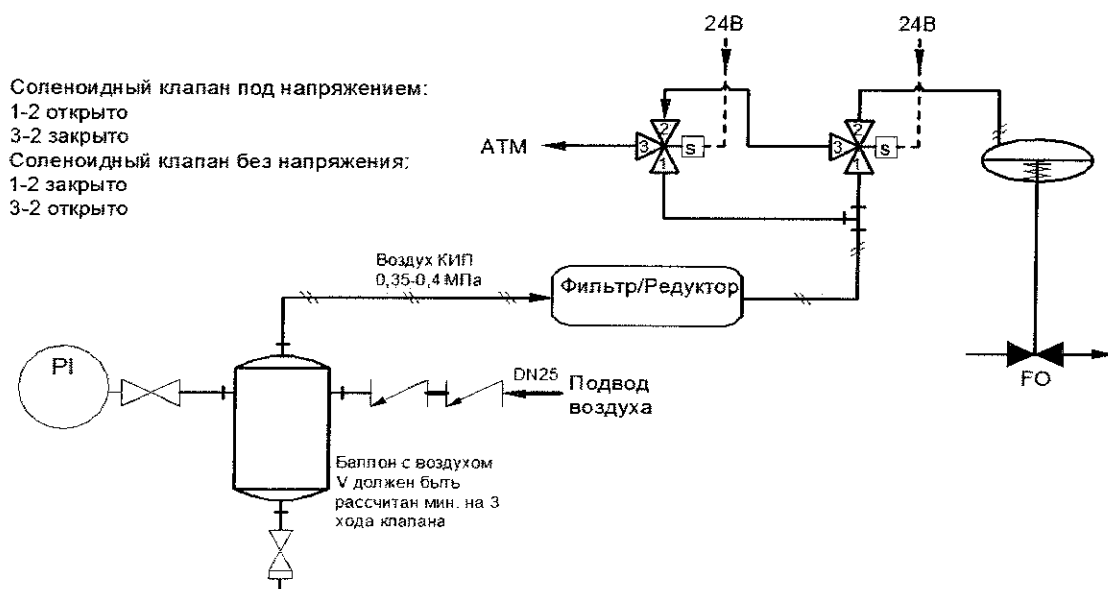 24В
24В
Соленоидный клапан под напряжением:
1-2 открыто
3-2 закрыто
Соленоидный клапан без напряжения:
1-2 закрыто
3-2 открыто
АТМ
3
2
1
S
3
2
1
S
Воздух КИП
0,35-0,4 МПа
Фильтр/Редуктор
PI
DN25
Подвод
воздуха
FO
Баллон с воздухом
V должен быть
рассчитан мин. на 3
хода клапана